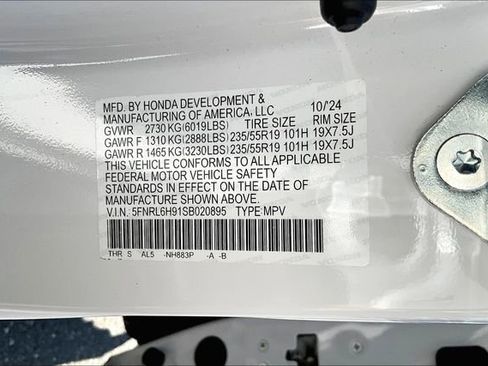 MFD. BY HONDA DEVELOPMENT &
MANUFACTURING OF AMERICA, LLC 10/'24
GVWR 2730 KG (6019LBS) TIRE SIZE RIM SIZE
GAWR F 1310 KG (2888LBS) 235/55R19 101H 19X7.5J
GAWR R 1465 KG (3230LBS) 235/55R19 101H 19X7.5J
THIS VEHICLE CONFORMS TO ALL APPLICABLE
FEDERAL MOTOR VEHICLE SAFETY
STANDARDS IN EFFECT ON THE DATE OF
MANUFACTURE SHOWN ABOVE.
V.I.N.: 5FNRL6H91SB020895 TYPE: MPV
THR S AL5 -NH883P -A -B